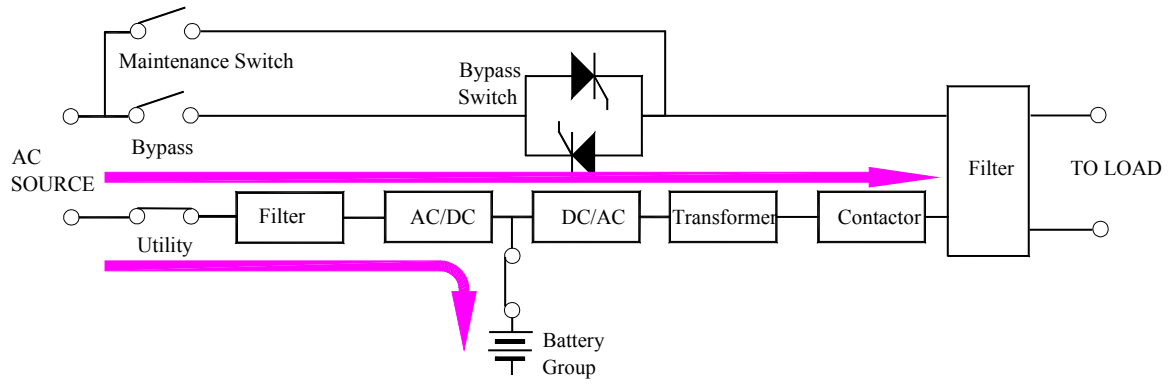 Maintenance Switch
Bypass
Switch
Bypass
AC
SOURCE
Filter
TO LOAD
Filter
AC/DC
DC/AC
Transformer
Contactor
Utility
Battery
Group